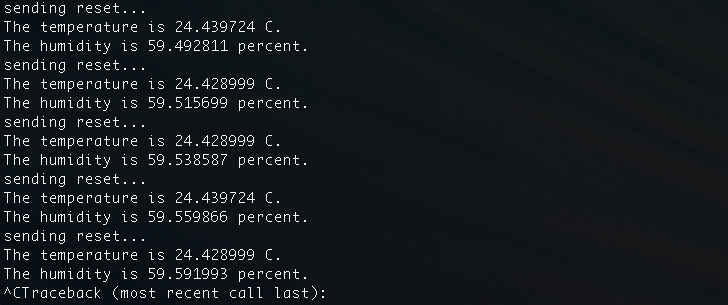 sending reset...
The temperature is 24.439724 C.
The humidity is 59.492811 percent.
sending reset...
The temperature is 24.428999 C.
The humidity is 59.515699 percent.
sending reset...
The temperature is 24.428999 C.
The humidity is 59.538587 percent.
sending reset...
The temperature is 24.439724 C.
The humidity is 59.559866 percent.
sending reset...
The temperature is 24.428999 C.
The humidity is 59.591993 percent.
^CTraceback (most recent call last):